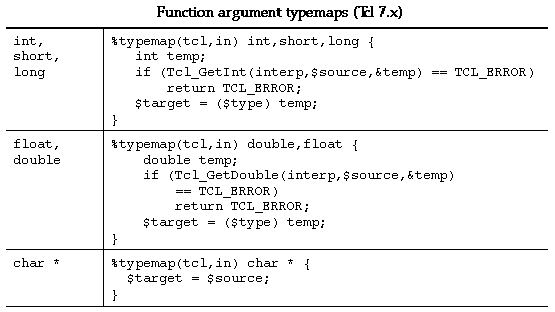 Function argument typemaps (Tcl 7.x)
int,
short,
long
%typemap(tcl,in) int,short,long {
int temp;
if (Tcl_GetInt(interp,$source,&temp) == TCL_ERROR)
return TCL_ERROR;
$target = ($type) temp;
}
float,
double
%typemap(tcl,in) double,float {
double temp;
if (Tcl_GetDouble(interp,$source,&temp)
== TCL_ERROR)
return TCL_ERROR;
$target = ($type) temp;
}
char *
%typemap(tcl,in) char * {
$target = $source;
}